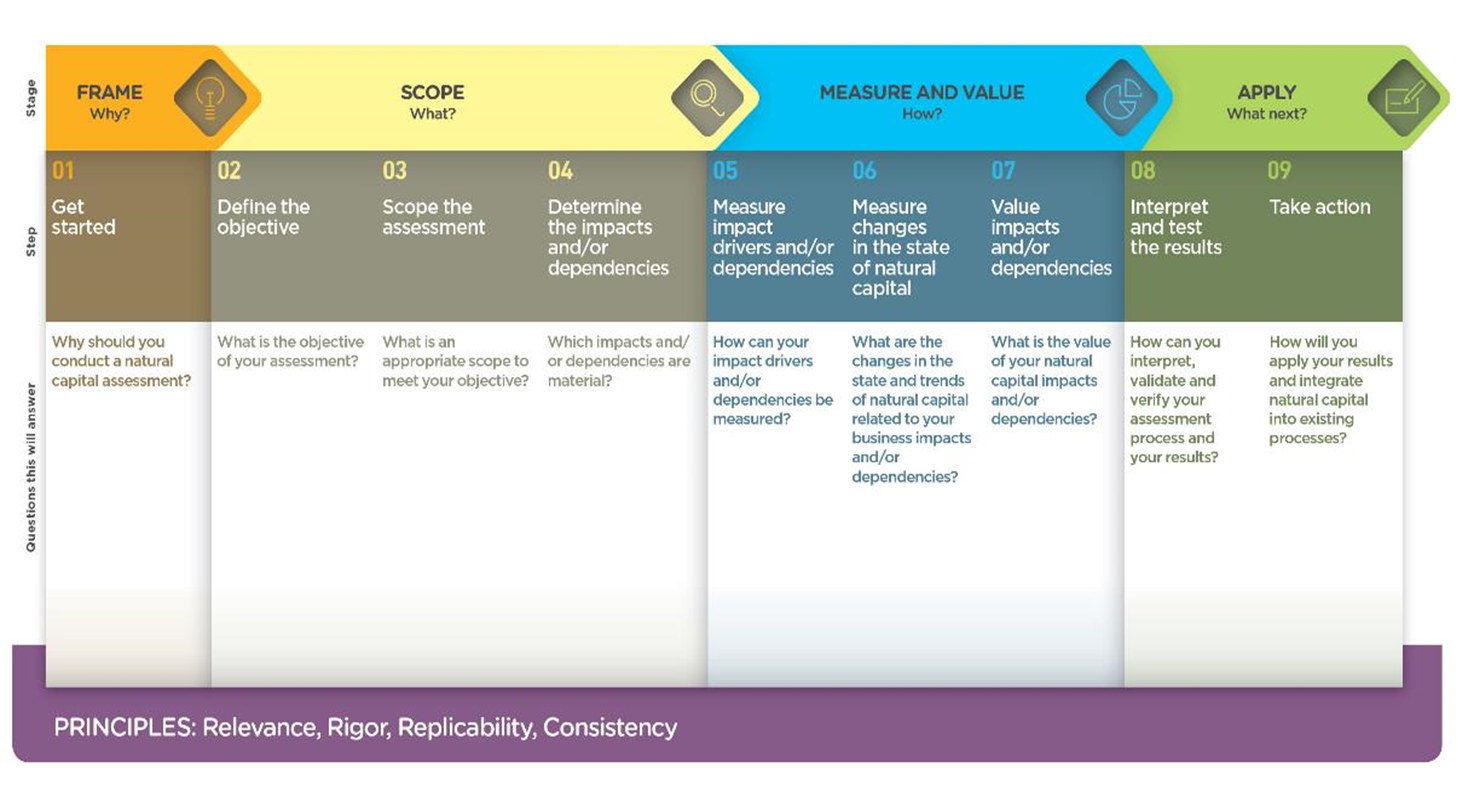 Stage
FRAME
Why?
SCOPE
What?
MEASURE AND VALUE
How?
APPLY
What next?
Step
01
Get
started
02
Define the
objective
03
Scope the
assessment
04
Determine
the impacts
and/or
dependencies
05
Measure
impact
drivers and/or
dependencies
06
Measure
changes
in the state
of natural
capital
07
Value
impacts
and/or
dependencies
08
Interpret
and test
the results
09
Take action
Questions this will answer
Why should you
conduct a natural
capital assessment?
What is the objective
of your assessment?
What is an
appropriate scope to
meet your objective?
Which impacts and/
or dependencies are
material?
How can your
impact drivers
and/or
dependencies be
measured?
What are the
changes in the
state and trends
of natural capital
related to your
business impacts
and/or
dependencies?
What is the value
of your natural
capital impacts
and/or
dependencies?
How can you
interpret,
validate and
verify your
assessment
process and
your results?
How will you
apply your results
and integrate
natural capital
into existing
processes?
PRINCIPLES: Relevance, Rigor, Replicability, Consistency